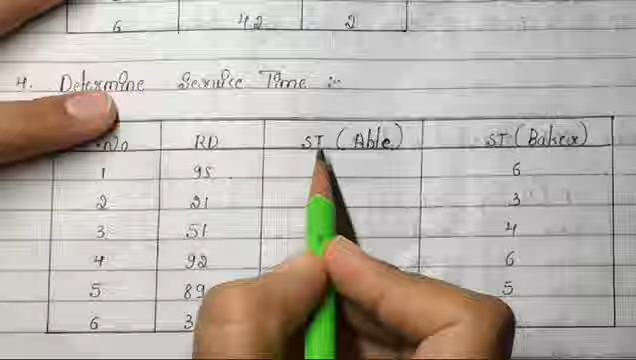 6 42 2
4. Determine Service Time :-
.No RD ST (Able) ST (Baker)
1 95 6
2 21 3
3 51 4
4 92 6
5 89 5
6 3